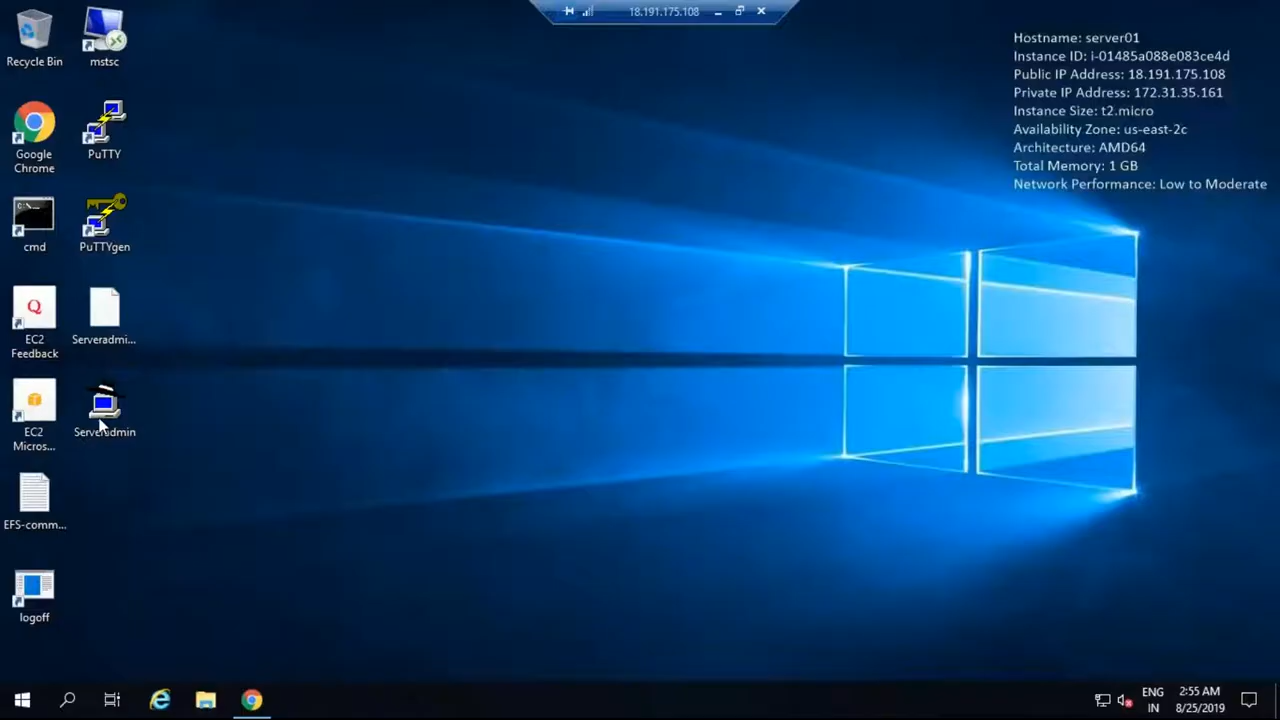 18.191.175.108
Hostname: server01
Instance ID: i-01485a088e083ce4d
Public IP Address: 18.191.175.108
Private IP Address: 172.31.35.161
Instance Size: t2.micro
Availability Zone: us-east-2c
Architecture: AMD64
Total Memory: 1 GB
Network Performance: Low to Moderate
Recycle Bin
mstsc
Google
Chrome
PuTTY
cmd
PuTTYgen
EC2
Feedback
Serveradmi...
EC2
Micros...
Serveradmin
EFS-comm...
logoff
ENG
IN
2:55 AM
8/25/2019